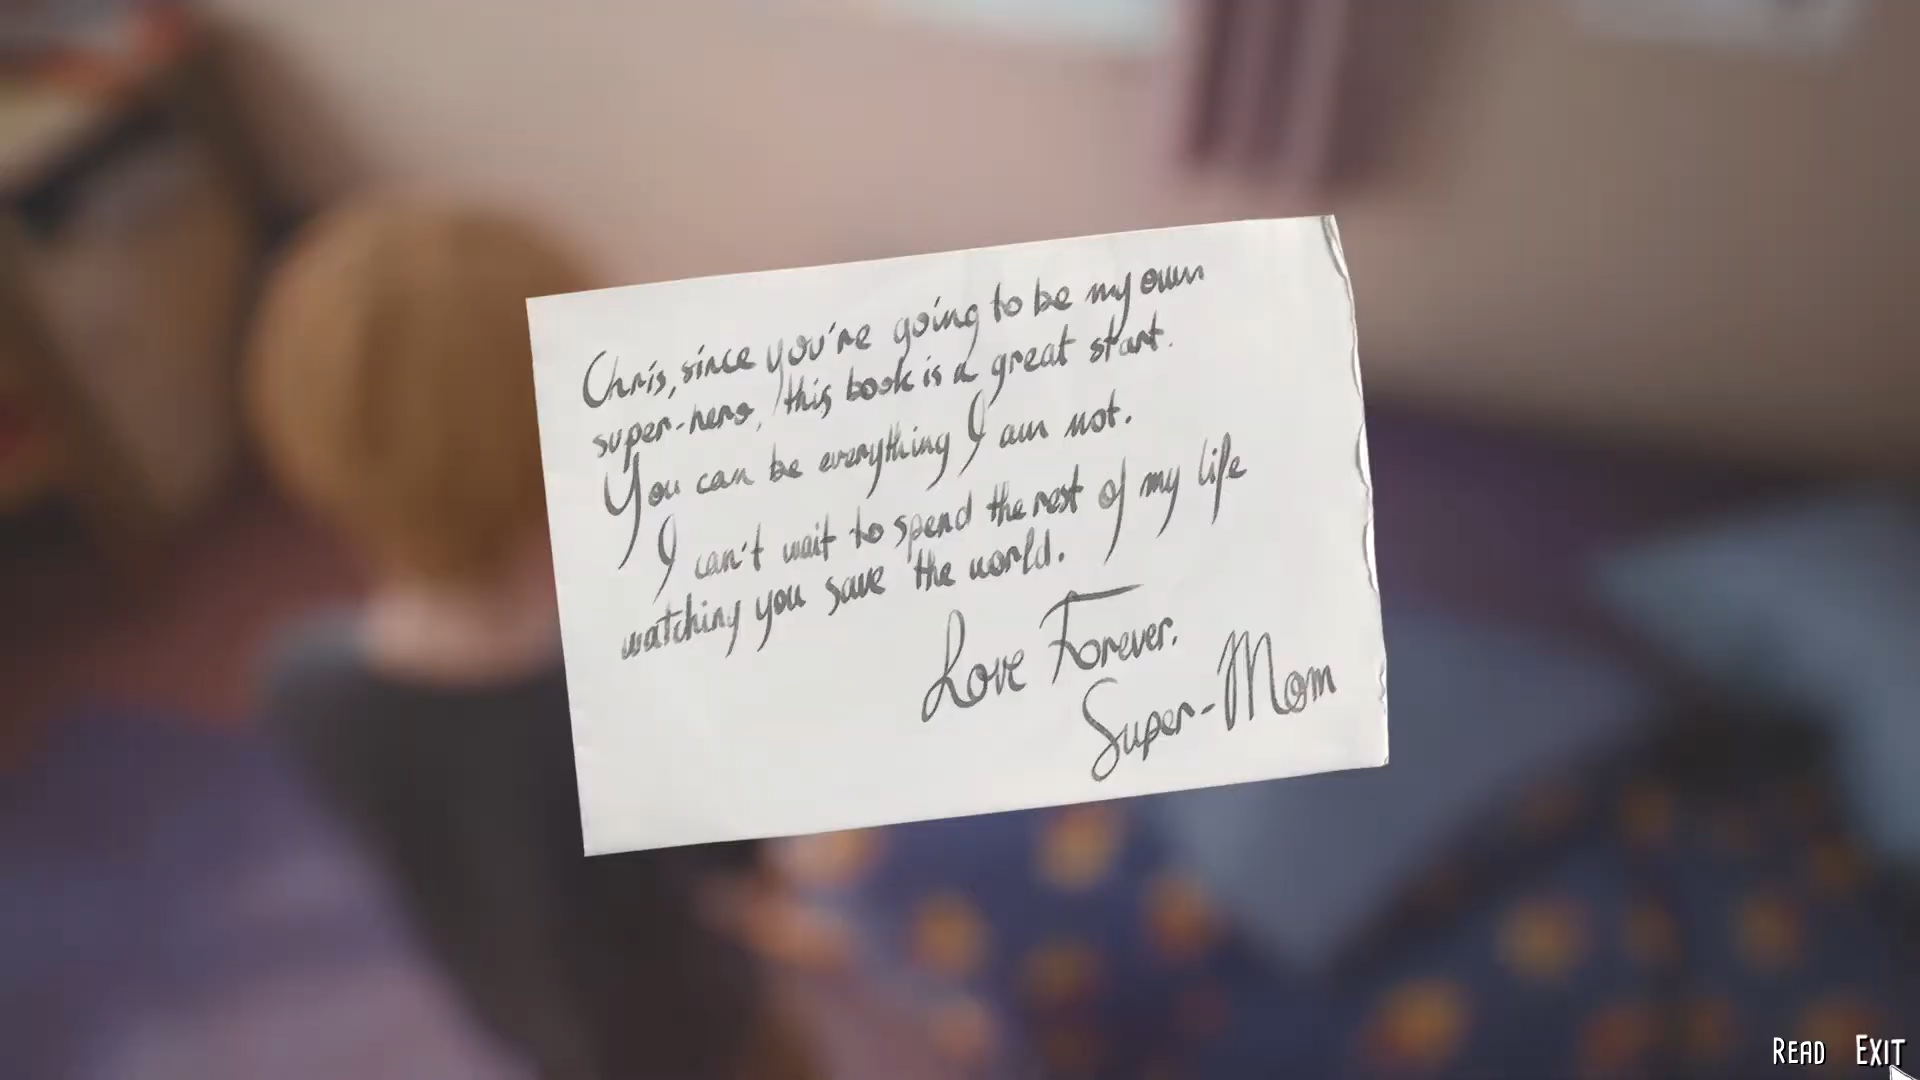 Chris, since you're going to be my own
super-hero, this book is a great start.
You can be everything I am not.
I can't wait to spend the rest of my life
watching you save the world.
Love Forever.
Super-Mom
READ EXIT